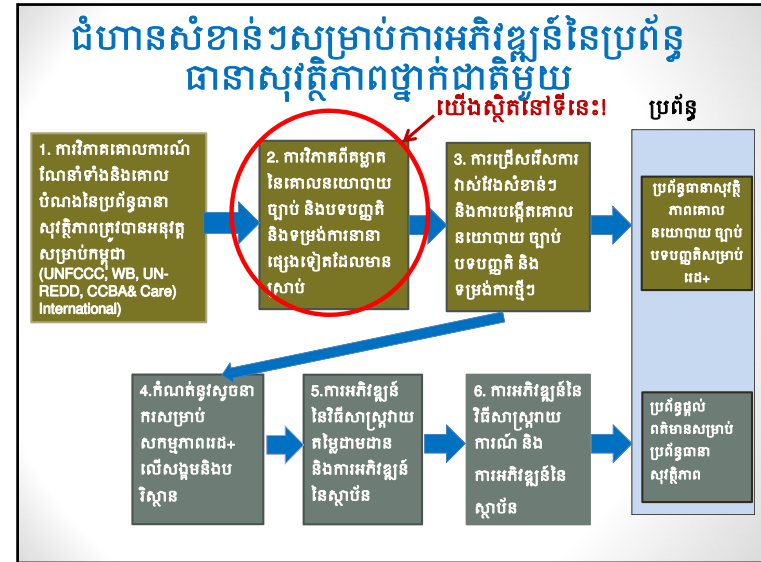 ជំហានសំខាន់ៗសម្រាប់ការអភិវឌ្ឍន៍នៃប្រព័ន្ធ
ធានាសុវត្ថិភាពថ្នាក់ជាតិមួយ
យើងស្ថិតនៅទីនេះ!
ប្រព័ន្ធ
1. ការវិភាគគោលការណ៍
ណែនាំទាំងនិងគោល
បំណងនៃប្រព័ន្ធធានា
សុវត្ថិភាពត្រូវបានអនុវត្ត
សម្រាប់កម្ពុជា
(UNFCCC, WB, UN-
REDD, CCBA& Care)
International)
2. ការវិភាគពីគម្លាត
នៃគោលនយោបាយ
ច្បាប់ និងបទបញ្ញតិ
និងទម្រង់ការនានា
ផ្សេងទៀតដែលមាន
ស្រាប់
3. ការជ្រើសរើសការ
វាស់វែងសំខាន់ៗ
និងការបង្កើតគោល
នយោបាយ ច្បាប់
បទបញ្ញតិ និង
ទម្រង់ការថ្មីៗ
ប្រព័ន្ធធានាសុវត្ថិ
ភាពគោល
នយោបាយ ច្បាប់
បទបញ្ញតិសម្រាប់
រេដ+
4.កំណត់នូវសូចនា
ករសម្រាប់
សកម្មភាពរេដ+
លើសង្គមនិងប
រិស្ថាន
5.ការអភិវឌ្ឍន៍
នៃវិធីសាស្ត្រវាយ
តម្លៃតាមដាន
និងការអភិវឌ្ឍន៍
នៃស្ថាប័ន
6. ការអភិវឌ្ឍន៍នៃ
វិធីសាស្ត្ររាយ
ការណ៍ និង
ការអភិវឌ្ឍន៍នៃ
ស្ថាប័ន
ប្រព័ន្ធផ្តល់
ពត៌មានសម្រាប់
ប្រព័ន្ធធានា
សុវត្ថិភាព